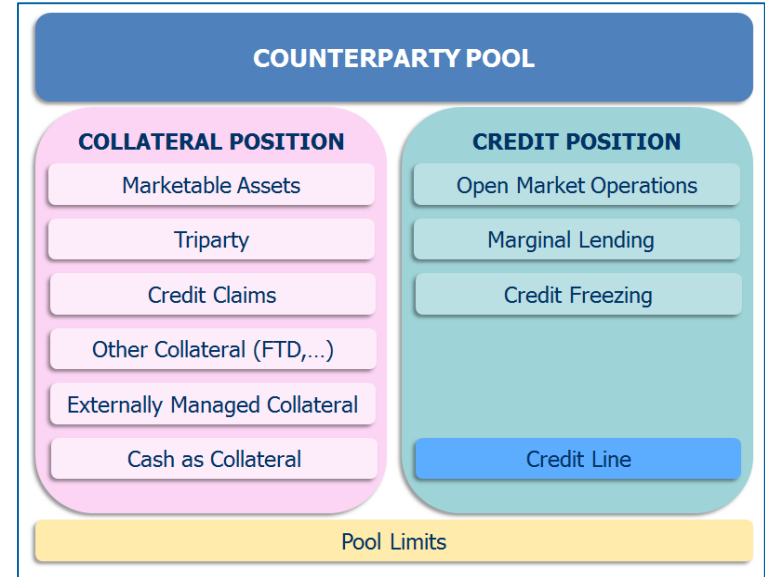 COUNTERPARTY POOL
COLLATERAL POSITION
Marketable Assets
Triparty
Credit Claims
Other Collateral (FTD,...)
Externally Managed Collateral
Cash as Collateral
CREDIT POSITION
Open Market Operations
Marginal Lending
Credit Freezing
Credit Line
Pool Limits